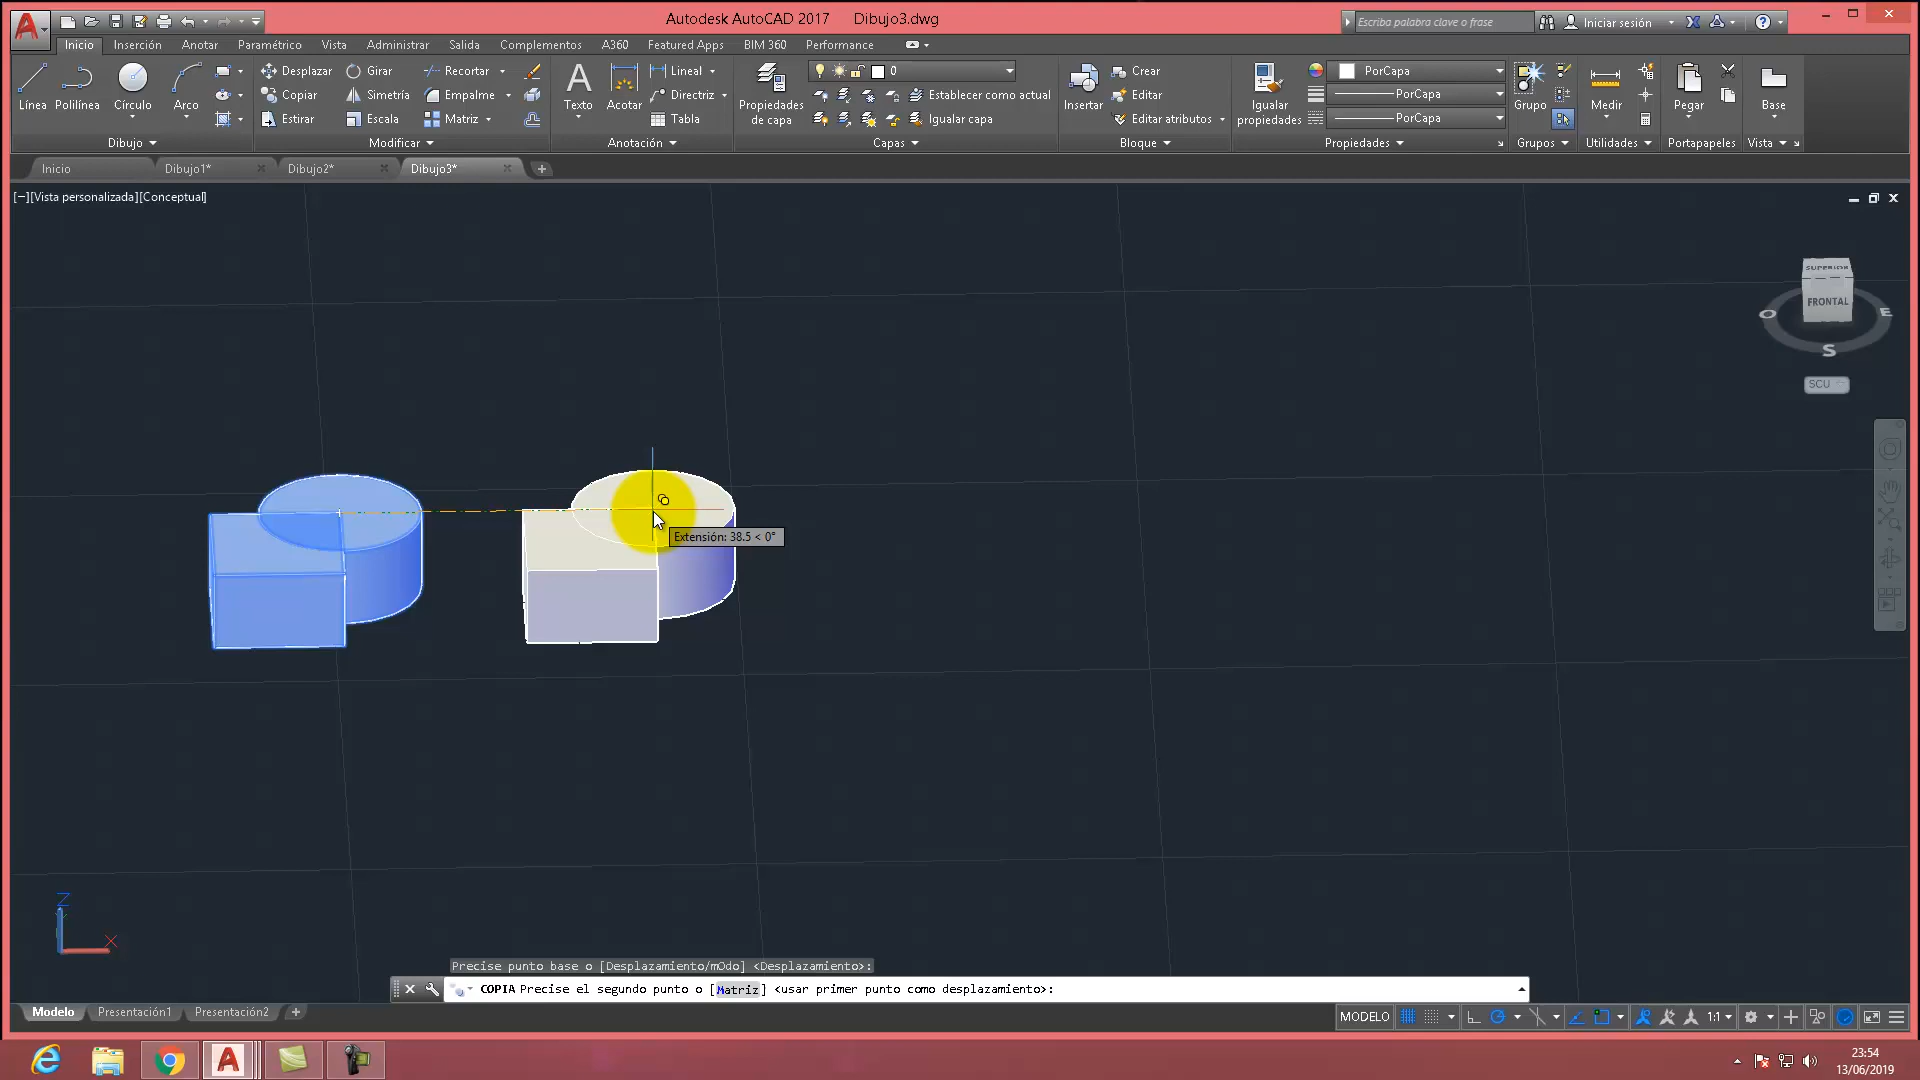 Autodesk AutoCAD 2017 Dibujo3.dwg
Escriba palabra clave o frase
Iniciar sesión
Inicio Inserción Anotar Paramétrico Vista Administrar Salida Complementos A360 Featured Apps BIM 360 Performance
Línea Polilínea Círculo Arco
Desplazar Girar Recortar
Copiar Simetría Empalme
Estirar Escala Matriz
Texto Acotar
Lineal
Directriz
Tabla
Propiedades de capa
0
Establecer como actual
Igualar capa
Insertar
Crear
Editar
Editar atributos
Igualar propiedades
PorCapa
PorCapa
PorCapa
Grupo
Medir
Pegar
Base
Dibujo Modificar Anotación Capas Bloque Propiedades Grupos Utilidades Portapapeles Vista
Inicio Dibujo1* Dibujo2* Dibujo3*
[−][Vista personalizada][Conceptual]
SUPERIOR
FRONTAL
O
E
S
SCU
Extensión: 38.5 < 0°
Z
X
Precise punto base o [Desplazamiento/mOdo] <Desplazamiento>:
COPIA Precise el segundo punto o [Matriz] <usar primer punto como desplazamiento>:
Modelo Presentación1 Presentación2
MODELO
1:1
23:54
13/06/2019